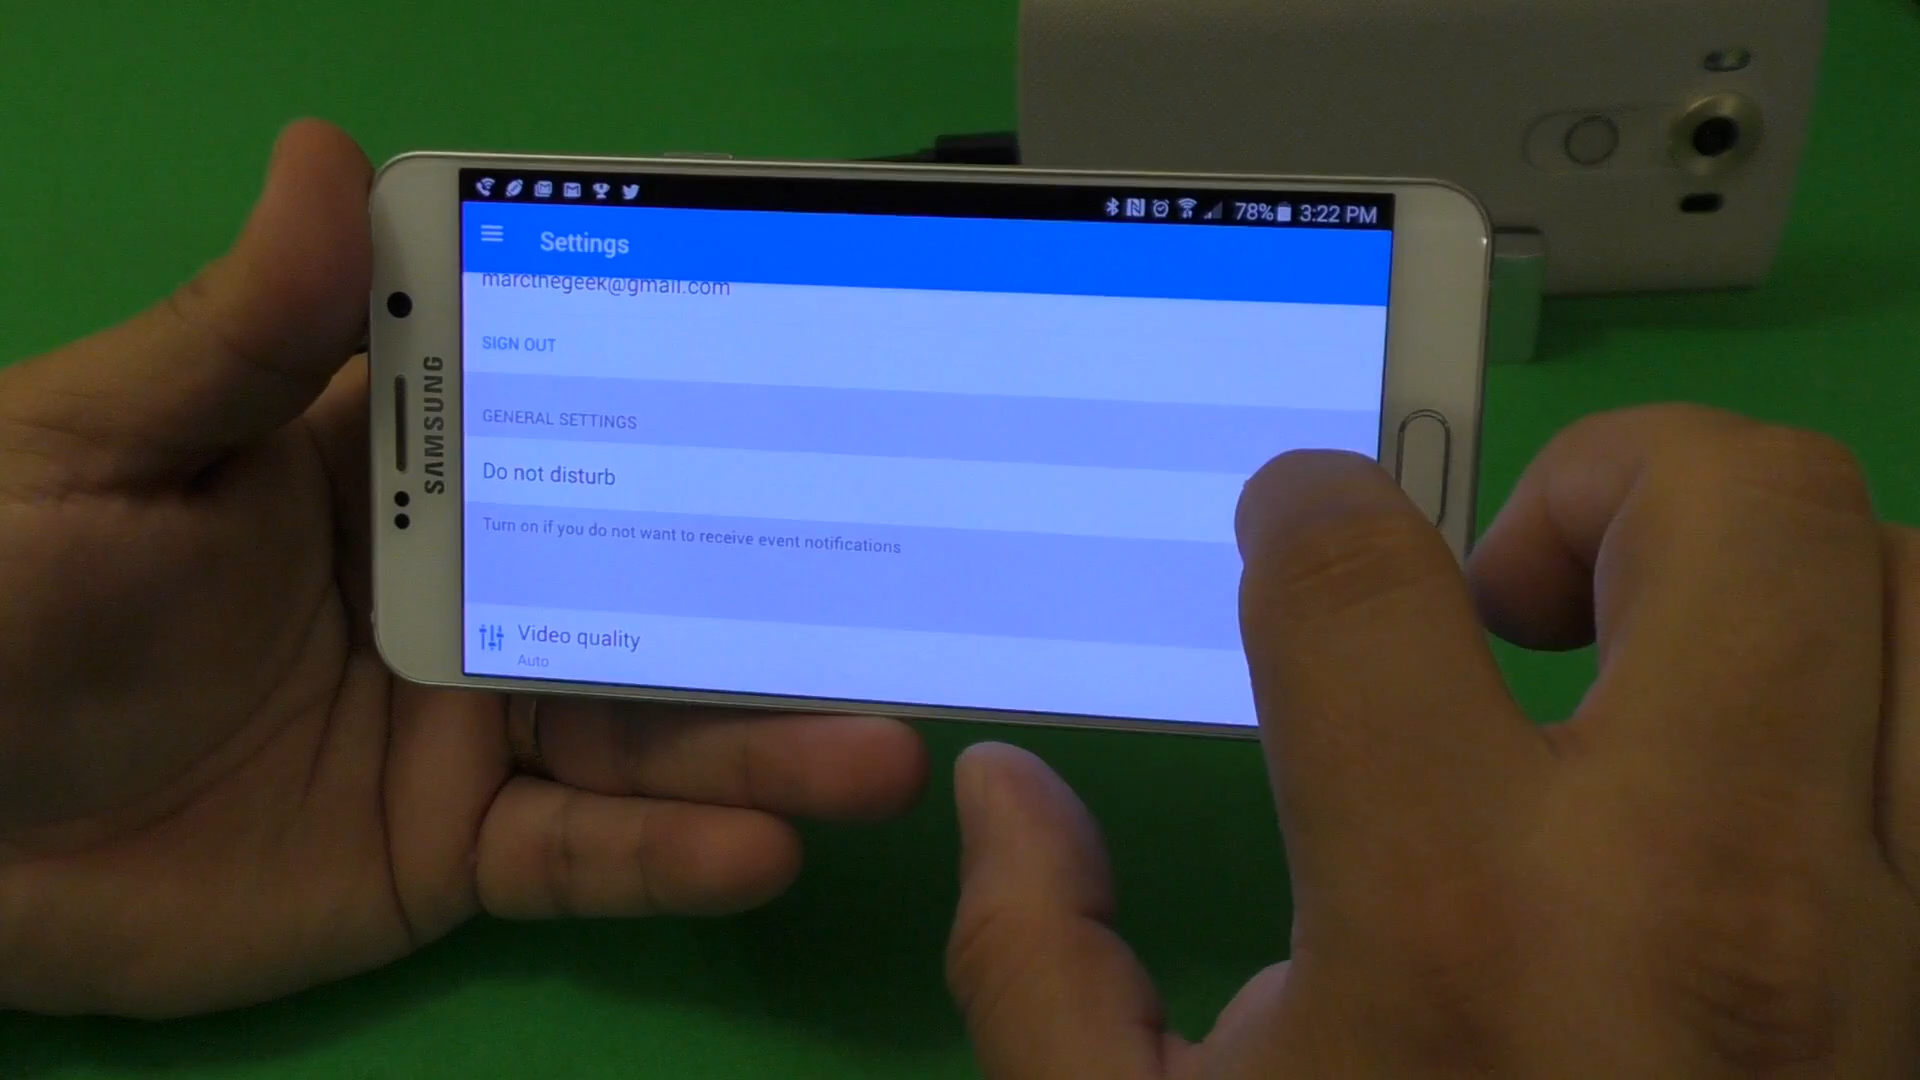 78% 3:22 PM
Settings
marcthegeek@gmail.com
SIGN OUT
GENERAL SETTINGS
Do not disturb
Turn on if you do not want to receive event notifications
Video quality
Auto
SAMSUNG